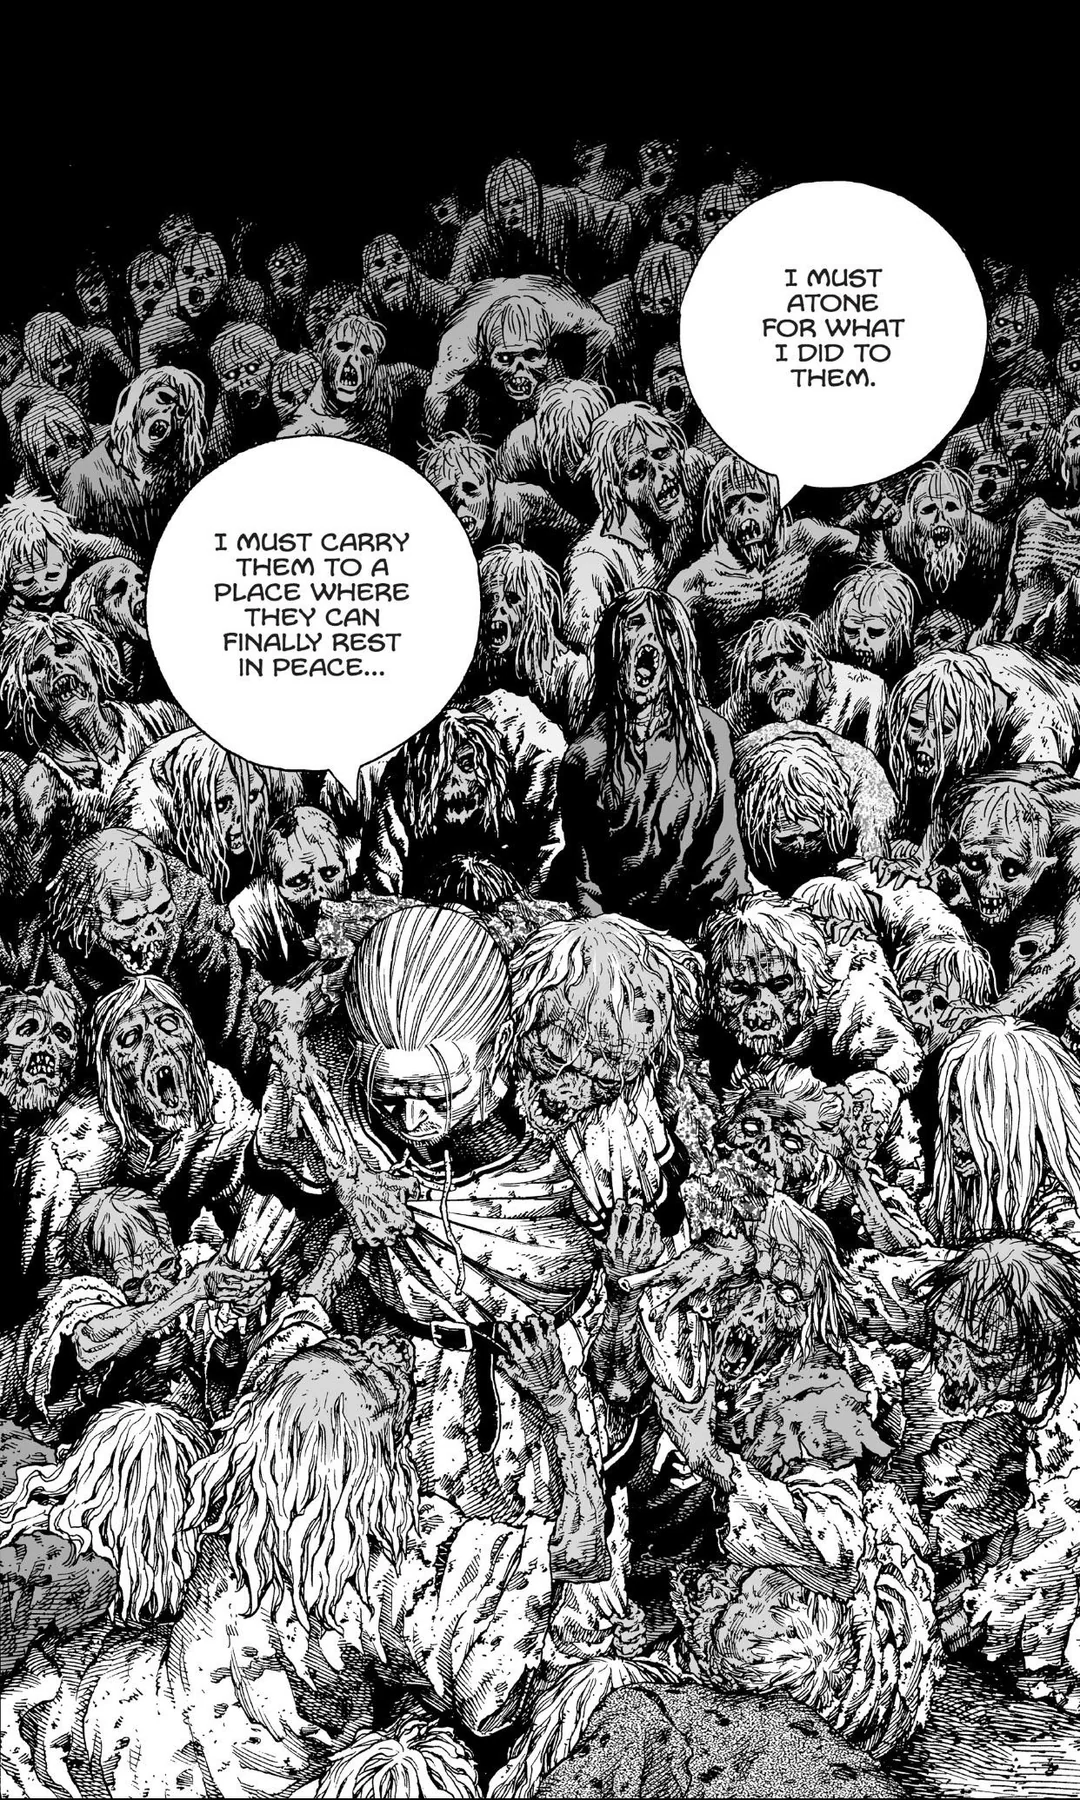 I MUST
ATONE
FOR WHAT
I DID TO
THEM.
I MUST CARRY
THEM TO A
PLACE WHERE
THEY CAN
FINALLY REST
IN PEACE...